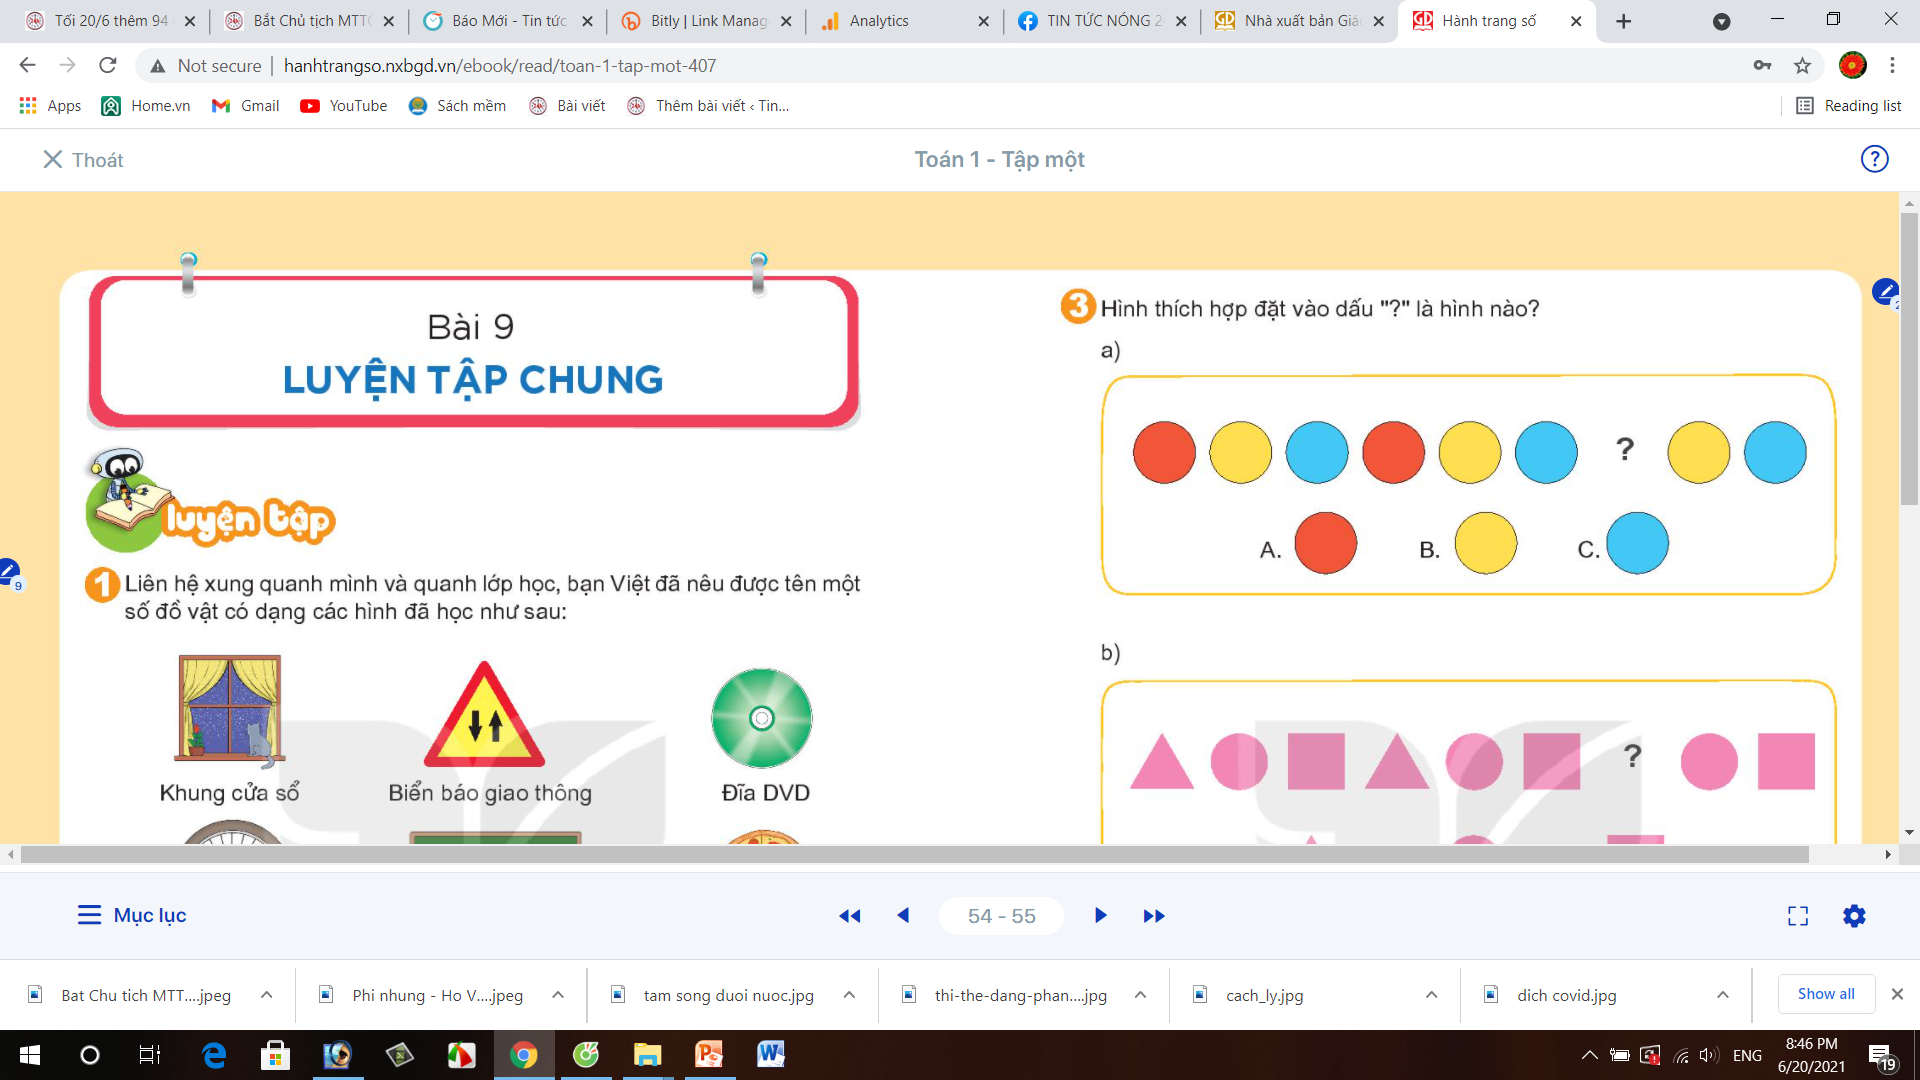 Tối 20/6 thêm 94
Bắt Chủ tịch MTTQ
Báo Mới - Tin tức
Bitly | Link Manag
Analytics
TIN TỨC NÓNG 2
Nhà xuất bản Giá
Hành trang số
Not secure
hanhtrangso.nxbgd.vn/ebook/read/toan-1-tap-mot-407
Apps
Home.vn
Gmail
YouTube
Sách mềm
Bài viết
Thêm bài viết ‹ Tin...
Reading list
Thoát
Toán 1 - Tập một
?
Bài 9
LUYỆN TẬP CHUNG
luyện tập
1 Liên hệ xung quanh mình và quanh lớp học, bạn Việt đã nêu được tên một
số đồ vật có dạng các hình đã học như sau:
Khung cửa sổ
Biển báo giao thông
Đĩa DVD
9
3 Hình thích hợp đặt vào dấu "?" là hình nào?
a)
?
A.
B.
C.
b)
?
2
Mục lục
54 - 55
Bat Chu tich MTT....jpeg
Phi nhung - Ho V....jpeg
tam song duoi nuoc.jpg
thi-the-dang-phan....jpg
cach_ly.jpg
dich covid.jpg
Show all
ENG
8:46 PM
6/20/2021
19